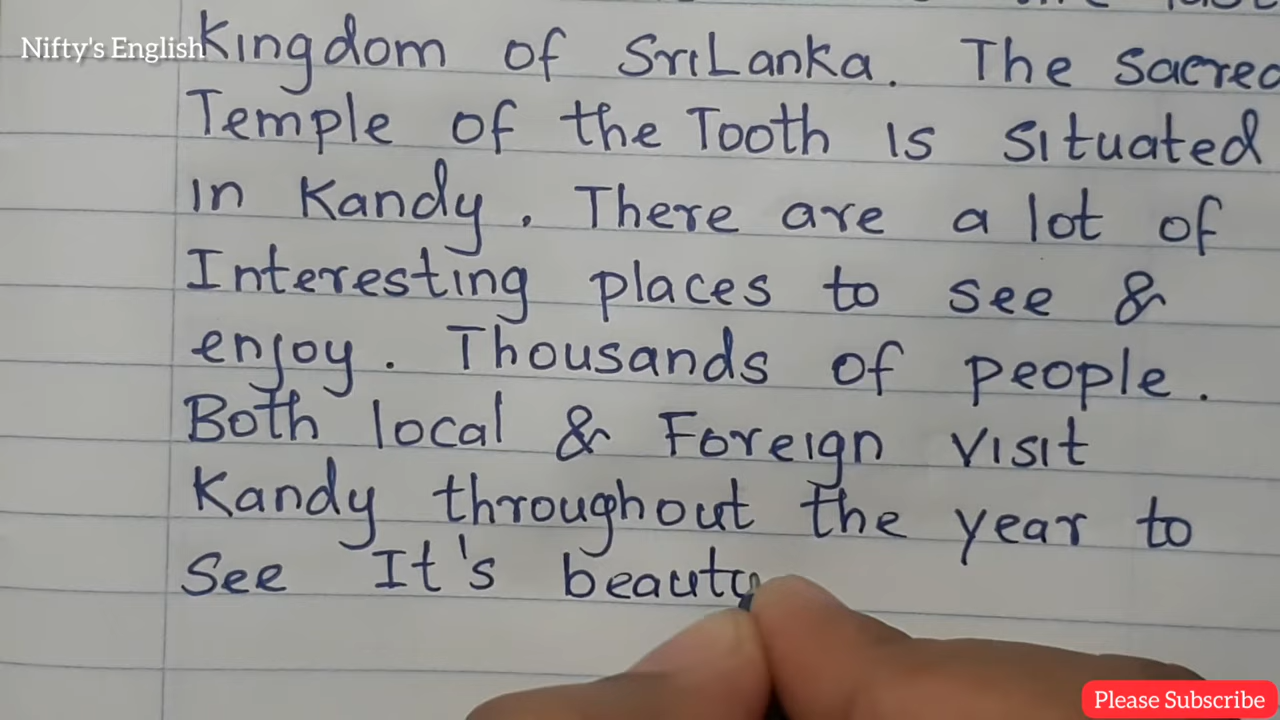 Nifty's English
Kingdom of SriLanka. The Sacred
Temple of the Tooth is situated
in Kandy. There are a lot of
Interesting places to see &
enjoy. Thousands of people.
Both local & Foreign visit
Kandy throughout the year to
See It's beauty
Please Subscribe